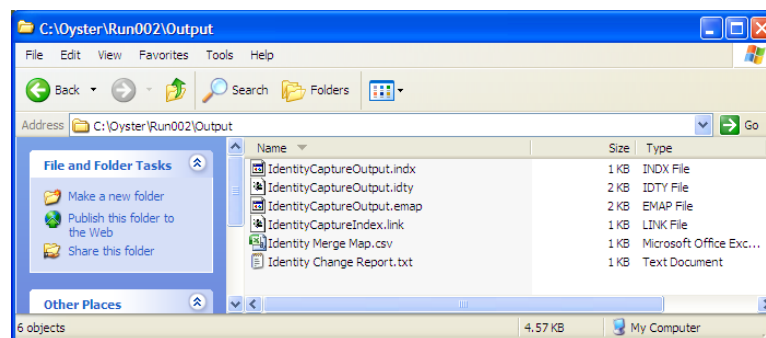 C:\Oyster\Run002\Output
File Edit View Favorites Tools Help
Back Search Folders
Address C:\Oyster\Run002\Output Go
Name Size Type
File and Folder Tasks
Make a new folder
Publish this folder to
the Web
Share this folder
Other Places
IdentityCaptureOutput.indx 1 KB INDX File
IdentityCaptureOutput.idty 2 KB IDTY File
IdentityCaptureOutput.emap 2 KB EMAP File
IdentityCaptureIndex.link 1 KB LINK File
Identity Merge Map.csv 1 KB Microsoft Office Exc...
Identity Change Report.txt 1 KB Text Document
6 objects 4.57 KB My Computer